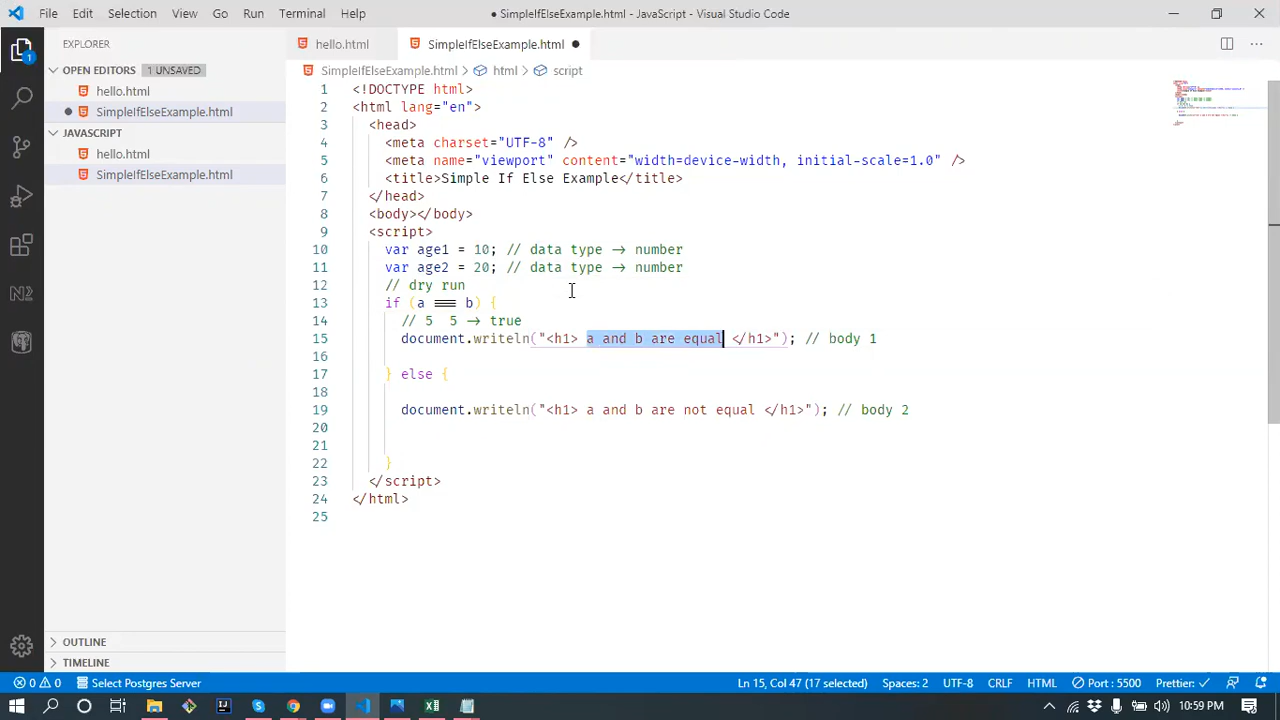 File Edit Selection View Go Run Terminal Help
● SimpleIfElseExample.html - JavaScript - Visual Studio Code
EXPLORER
hello.html
SimpleIfElseExample.html ●
OPEN EDITORS 1 UNSAVED
hello.html
SimpleIfElseExample.html
JAVASCRIPT
hello.html
SimpleIfElseExample.html
OUTLINE
TIMELINE
SimpleIfElseExample.html > html > script
1 <!DOCTYPE html>
2 <html lang="en">
3 <head>
4 <meta charset="UTF-8" />
5 <meta name="viewport" content="width=device-width, initial-scale=1.0" />
6 <title>Simple If Else Example</title>
7 </head>
8 <body></body>
9 <script>
10 var age1 = 10; // data type -> number
11 var age2 = 20; // data type -> number
12 // dry run
13 if (a === b) {
14 // 5 5 -> true
15 document.writeln("<h1> a and b are equal </h1>"); // body 1
16
17 } else {
18
19 document.writeln("<h1> a and b are not equal </h1>"); // body 2
20
21
22 }
23 </script>
24 </html>
25
1
0 0 Select Postgres Server
Ln 15, Col 47 (17 selected) Spaces: 2 UTF-8 CRLF HTML Port : 5500 Prettier: ✓
10:59 PM